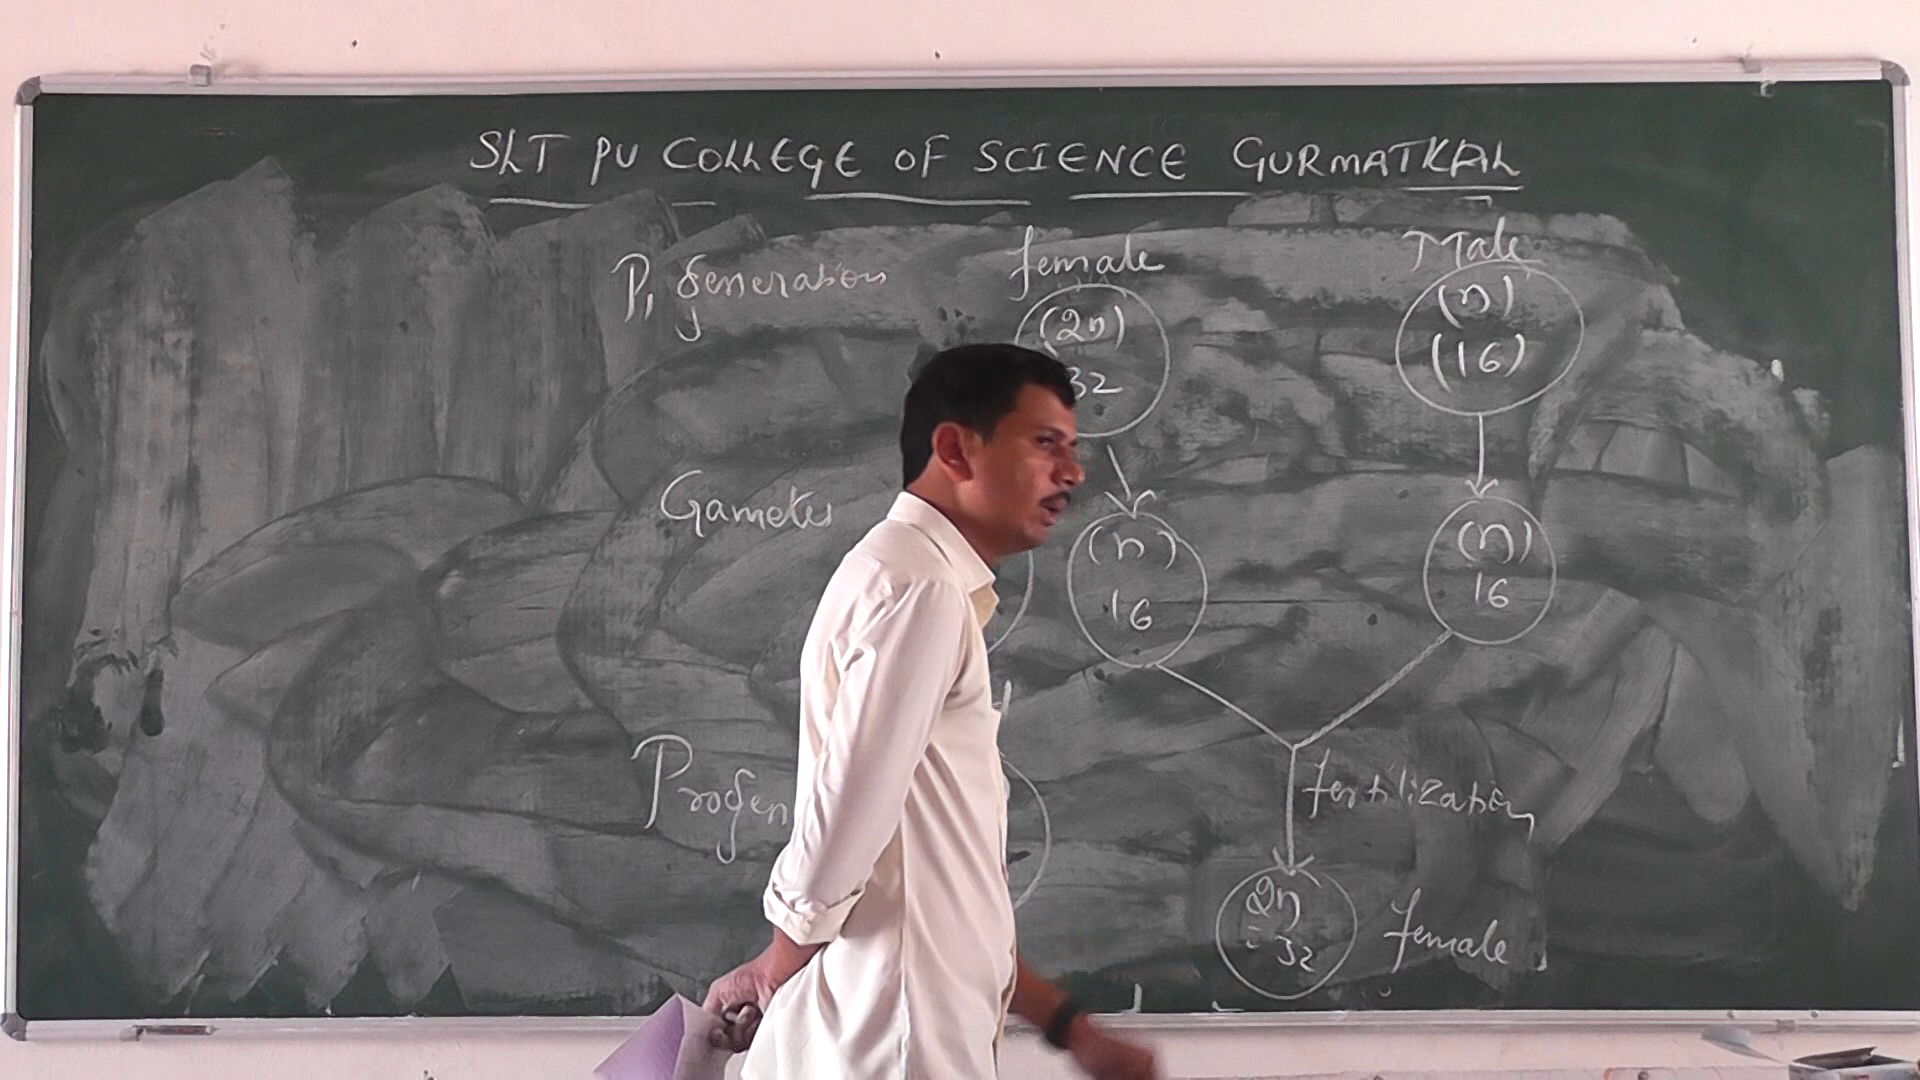 SLT PU COLLEGE OF SCIENCE GURMATKAL
P1 generation female Male
(2n) (n)
32 (16)
Gametes (n) (n)
16 16
Progen
fertilization
2n
= 32 female